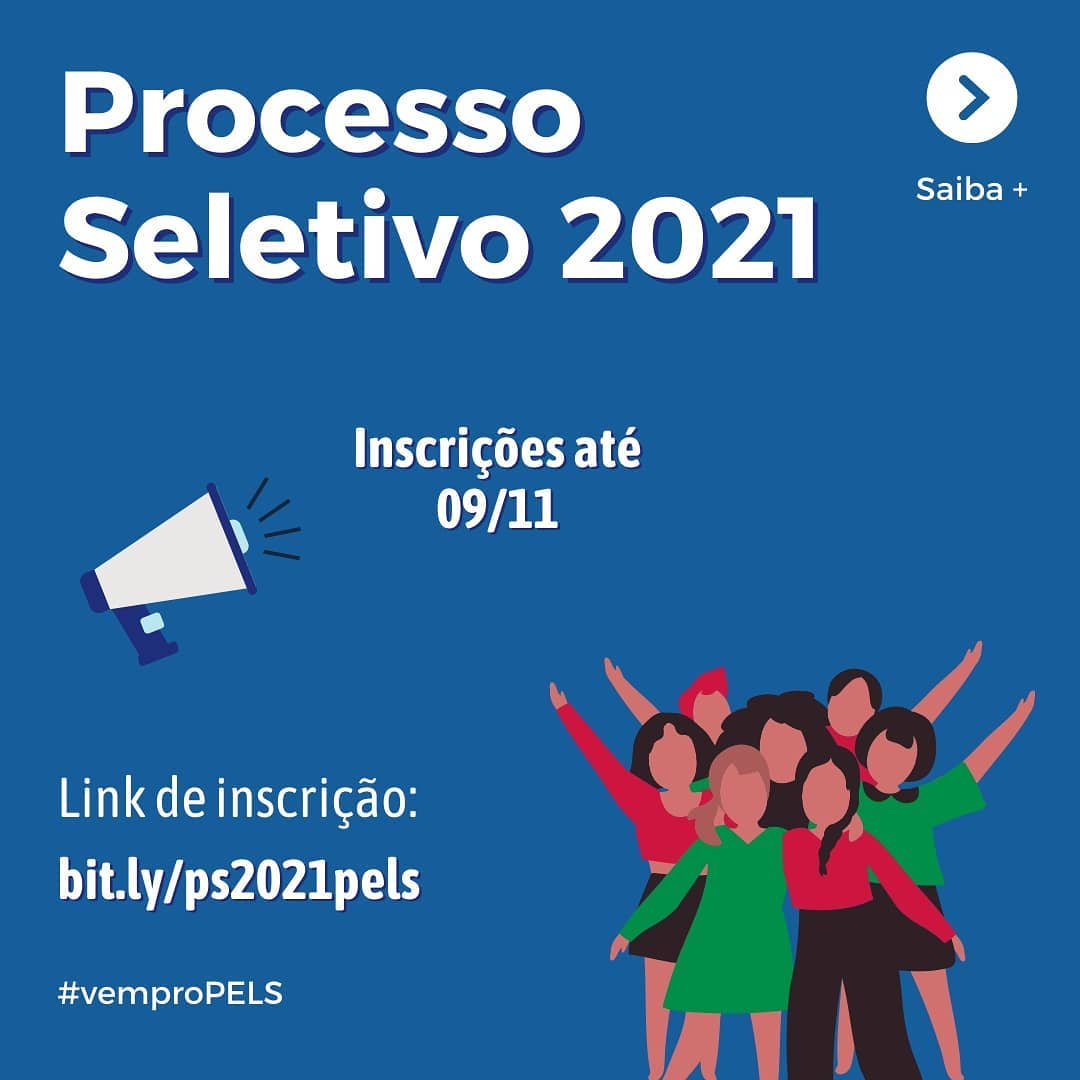 Processo
Seletivo 2021
Saiba +
Inscrições até
09/11
Link de inscrição:
bit.ly/ps2021pels
#vemproPELS